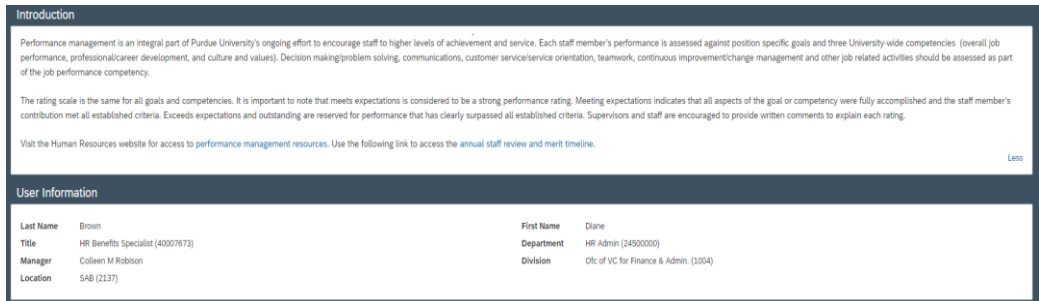 Introduction
Performance management is an integral part of Purdue University's ongoing effort to encourage staff to higher levels of achievement and service. Each staff member's performance is assessed against position specific goals and three University-wide competencies (overall job
performance, professional/career development, and culture and values). Decision making/problem solving, communications, customer service/service orientation, teamwork, continuous improvement/change management and other job related activities should be assessed as part
of the job performance competency.
The rating scale is the same for all goals and competencies. It is important to note that meets expectations is considered to be a strong performance rating. Meeting expectations indicates that all aspects of the goal or competency were fully accomplished and the staff member's
contribution met all established criteria. Exceeds expectations and outstanding are reserved for performance that has clearly surpassed all established criteria. Supervisors and staff are encouraged to provide written comments to explain each rating.
Visit the Human Resources website for access to performance management resources. Use the following link to access the annual staff review and merit timeline.
Less
User Information
Last Name Brown First Name Diane
Title HR Benefits Specialist (40007673) Department HR Admin (24500000)
Manager Colleen M Robison Division Ofc of VC for Finance & Admin. (1004)
Location SAB (2137)